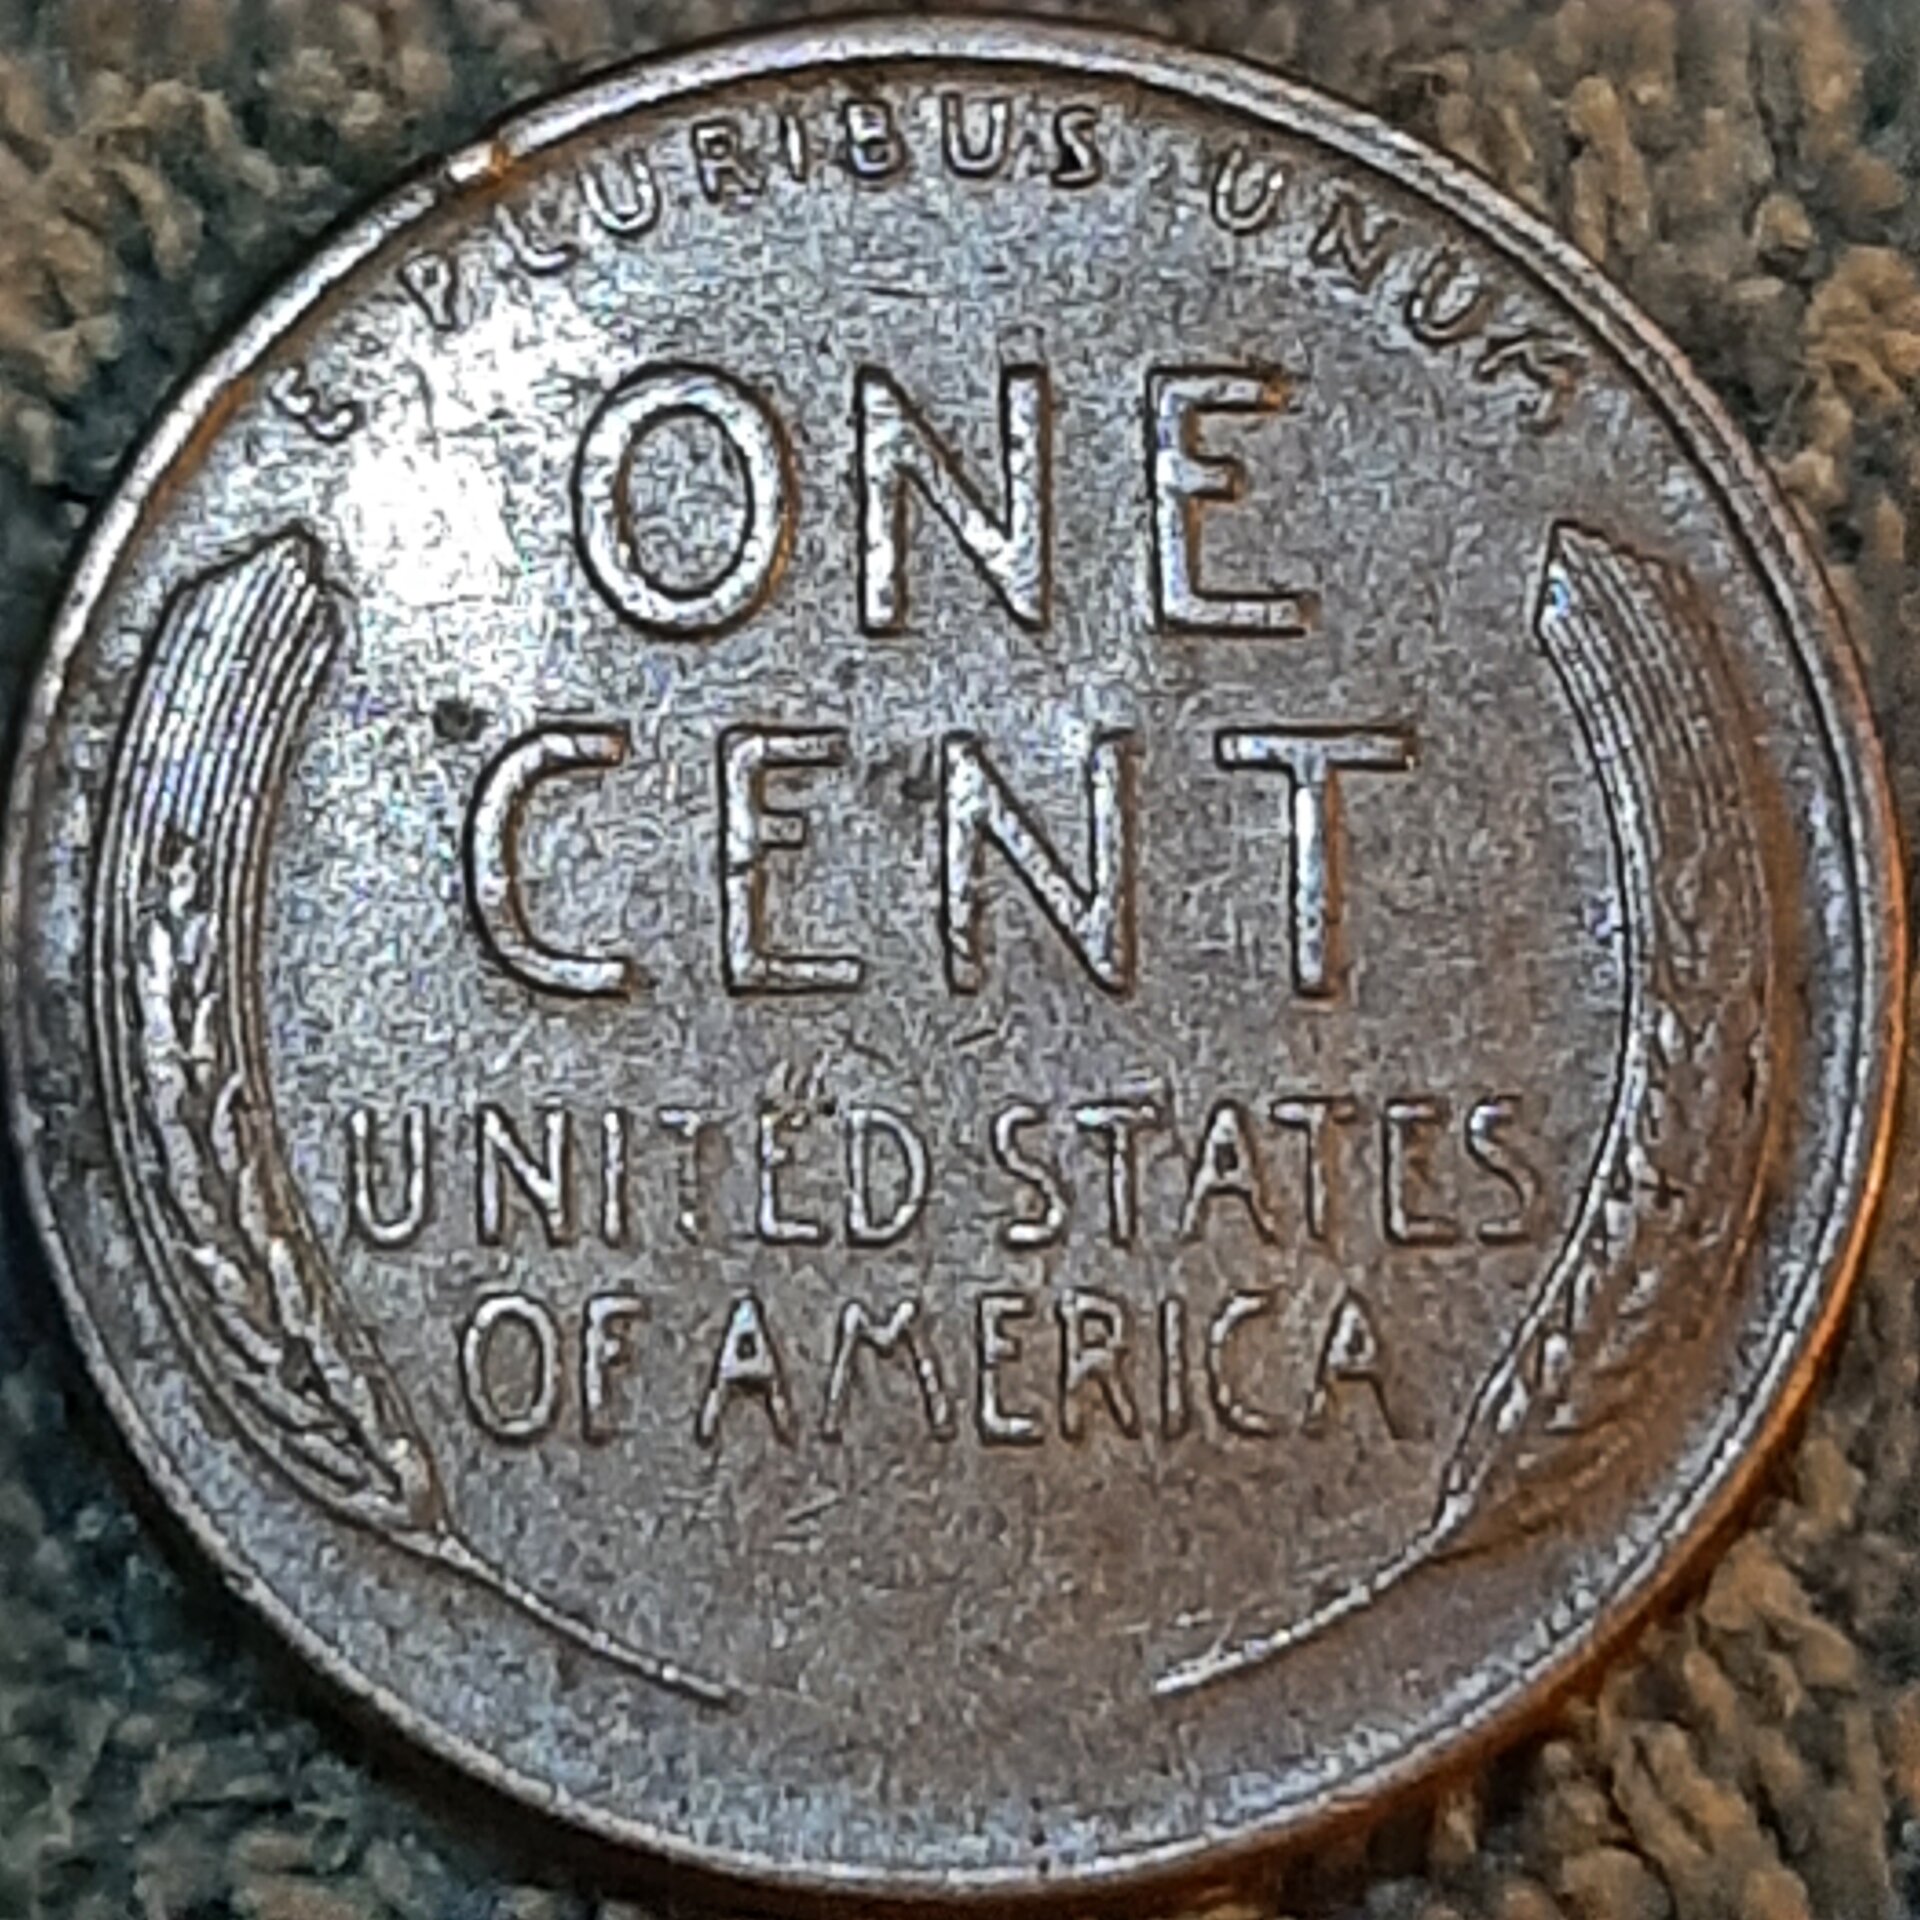 E·PLURIBUS·UNUM
ONE
CENT
UNITED STATES
OF AMERICA